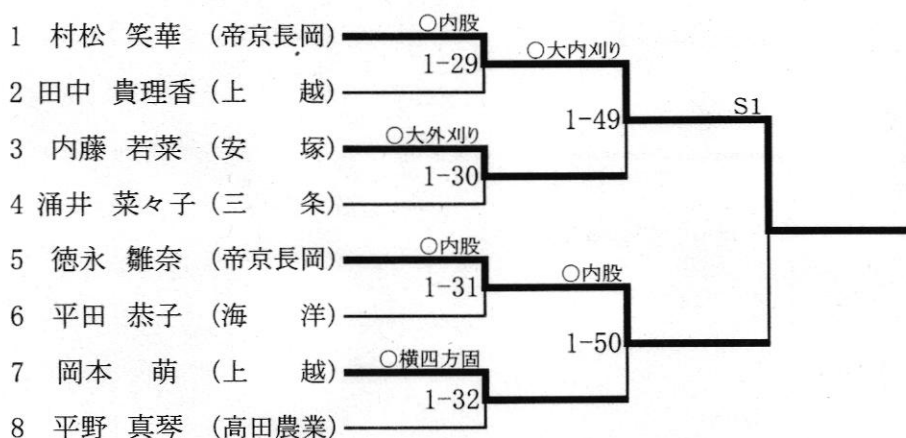 1 村松 笑華 (帝京長岡)
○内股
1-29
○大内刈り
2 田中 貴理香 (上 越)
1-49
S1
3 内藤 若菜 (安 塚)
○大外刈り
1-30
4 涌井 菜々子 (三 条)
5 徳永 雛奈 (帝京長岡)
○内股
1-31
○内股
6 平田 恭子 (海 洋)
1-50
7 岡本 萌 (上 越)
○横四方固
1-32
8 平野 真琴 (高田農業)